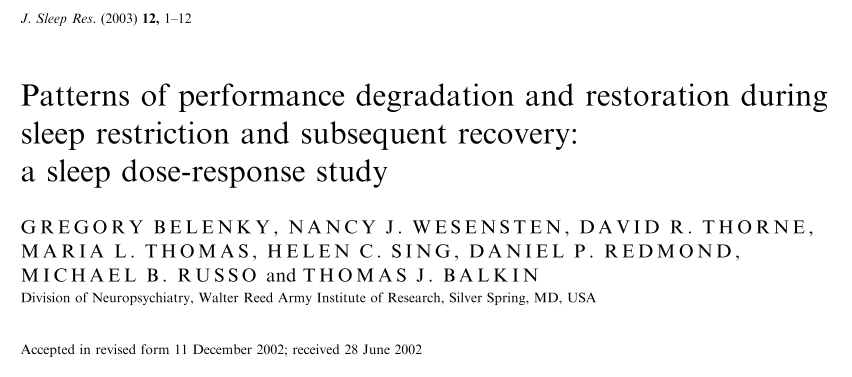 J. Sleep Res. (2003) 12, 1–12
Patterns of performance degradation and restoration during
sleep restriction and subsequent recovery:
a sleep dose-response study
GREGORY BELENKY, NANCY J. WESENSTEN, DAVID R. THORNE,
MARIA L. THOMAS, HELEN C. SING, DANIEL P. REDMOND,
MICHAEL B. RUSSO and THOMAS J. BALKIN
Division of Neuropsychiatry, Walter Reed Army Institute of Research, Silver Spring, MD, USA
Accepted in revised form 11 December 2002; received 28 June 2002